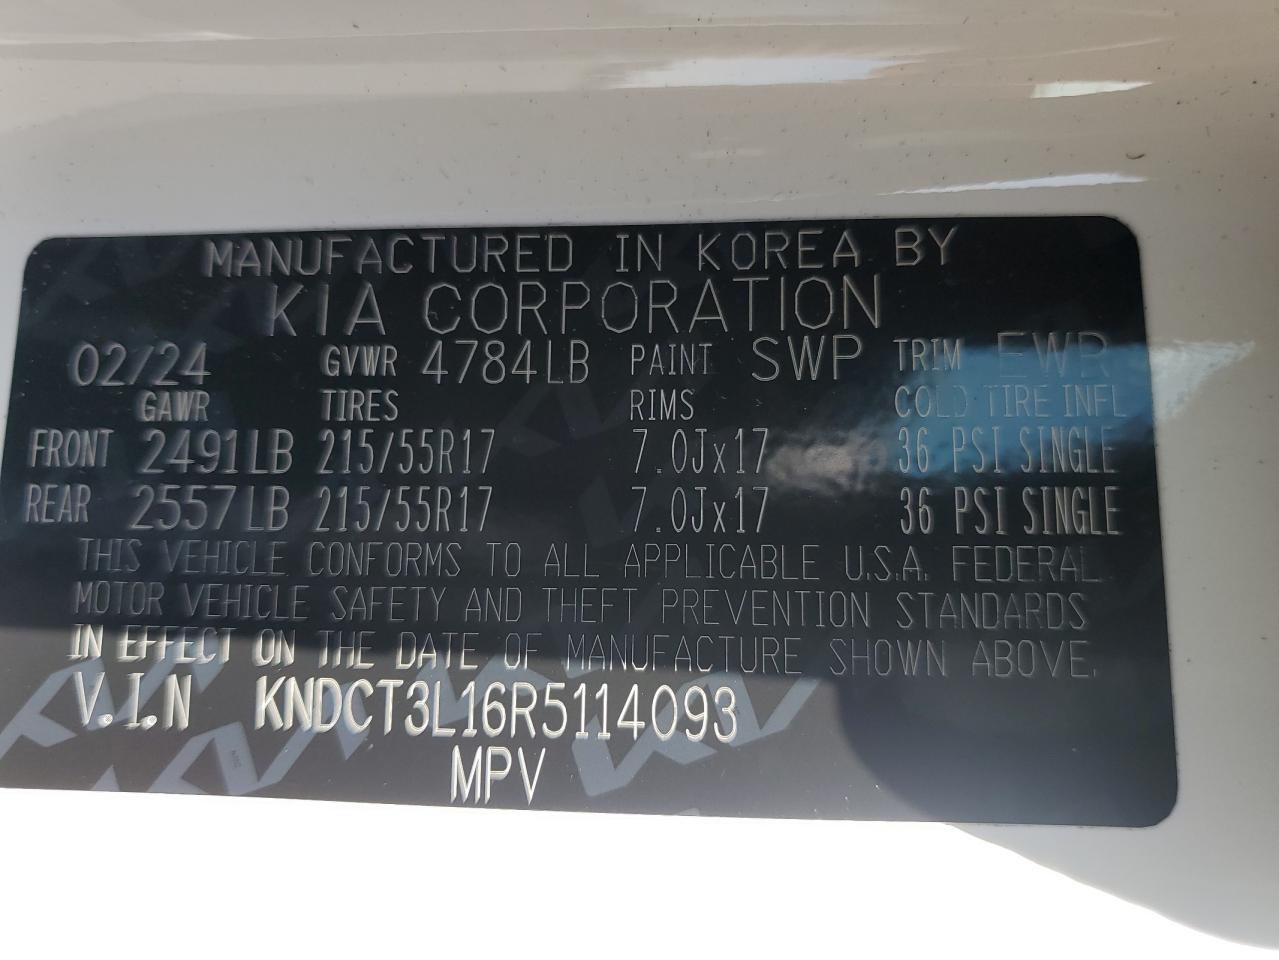 MANUFACTURED IN KOREA BY
KIA CORPORATION
02/24 GVWR 4784LB PAINT SWP TRIM EWR
GAWR TIRES RIMS COLD TIRE INFL
FRONT 2491LB 215/55R17 7.0Jx17 36 PSI SINGLE
REAR 2557LB 215/55R17 7.0Jx17 36 PSI SINGLE
THIS VEHICLE CONFORMS TO ALL APPLICABLE U.S.A. FEDERAL
MOTOR VEHICLE SAFETY AND THEFT PREVENTION STANDARDS
IN EFFECT ON THE DATE OF MANUFACTURE SHOWN ABOVE.
V.I.N KNDCT3L16R5114093
MPV